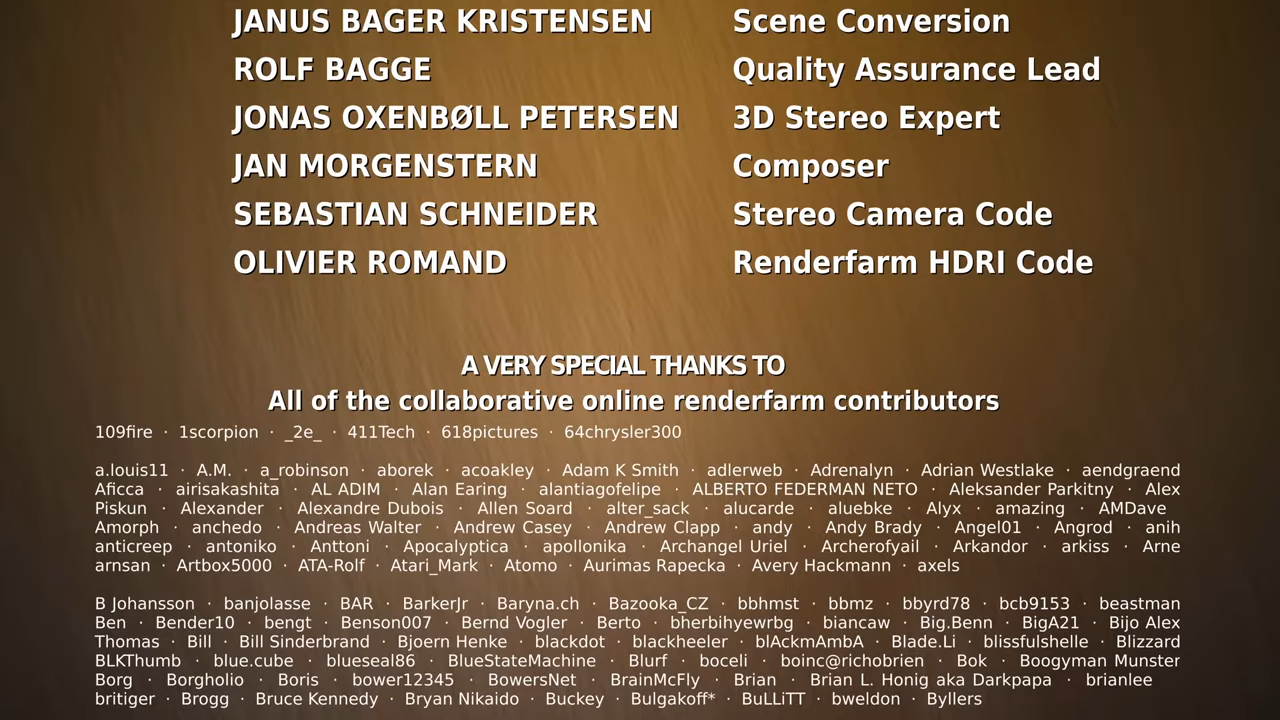 JANUS BAGER KRISTENSEN Scene Conversion
ROLF BAGGE Quality Assurance Lead
JONAS OXENBØLL PETERSEN 3D Stereo Expert
JAN MORGENSTERN Composer
SEBASTIAN SCHNEIDER Stereo Camera Code
OLIVIER ROMAND Renderfarm HDRI Code
A VERY SPECIAL THANKS TO
All of the collaborative online renderfarm contributors
109fire · 1scorpion · _2e_ · 411Tech · 618pictures · 64chrysler300
a.louis11 · A.M. · a_robinson · aborek · acoakley · Adam K Smith · adlerweb · Adrenalyn · Adrian Westlake · aendgraend
Aficca · airisakashita · AL ADIM · Alan Earing · alantiagofelipe · ALBERTO FEDERMAN NETO · Aleksander Parkitny · Alex
Piskun · Alexander · Alexandre Dubois · Allen Soard · alter_sack · alucarde · aluebke · Alyx · amazing · AMDave
Amorph · anchedo · Andreas Walter · Andrew Casey · Andrew Clapp · andy · Andy Brady · Angel01 · Angrod · anih
anticreep · antoniko · Anttoni · Apocalyptica · apollonika · Archangel Uriel · Archerofyail · Arkandor · arkiss · Arne
arnsan · Artbox5000 · ATA-Rolf · Atari_Mark · Atomo · Aurimas Rapecka · Avery Hackmann · axels
B Johansson · banjolasse · BAR · BarkerJr · Baryna.ch · Bazooka_CZ · bbhmst · bbmz · bbyrd78 · bcb9153 · beastman
Ben · Bender10 · bengt · Benson007 · Bernd Vogler · Berto · bherbihyewrbg · biancaw · Big.Benn · BigA21 · Bijo Alex
Thomas · Bill · Bill Sinderbrand · Bjoern Henke · blackdot · blackheeler · blAckmAmbA · Blade.Li · blissfulshelle · Blizzard
BLKThumb · blue.cube · blueseal86 · BlueStateMachine · Blurf · boceli · boinc@richobrien · Bok · Boogyman Munster
Borg · Borgholio · Boris · bower12345 · BowersNet · BrainMcFly · Brian · Brian L. Honig aka Darkpapa · brianlee
britiger · Brogg · Bruce Kennedy · Bryan Nikaido · Buckey · Bulgakoff* · BuLLiTT · bweldon · Byllers